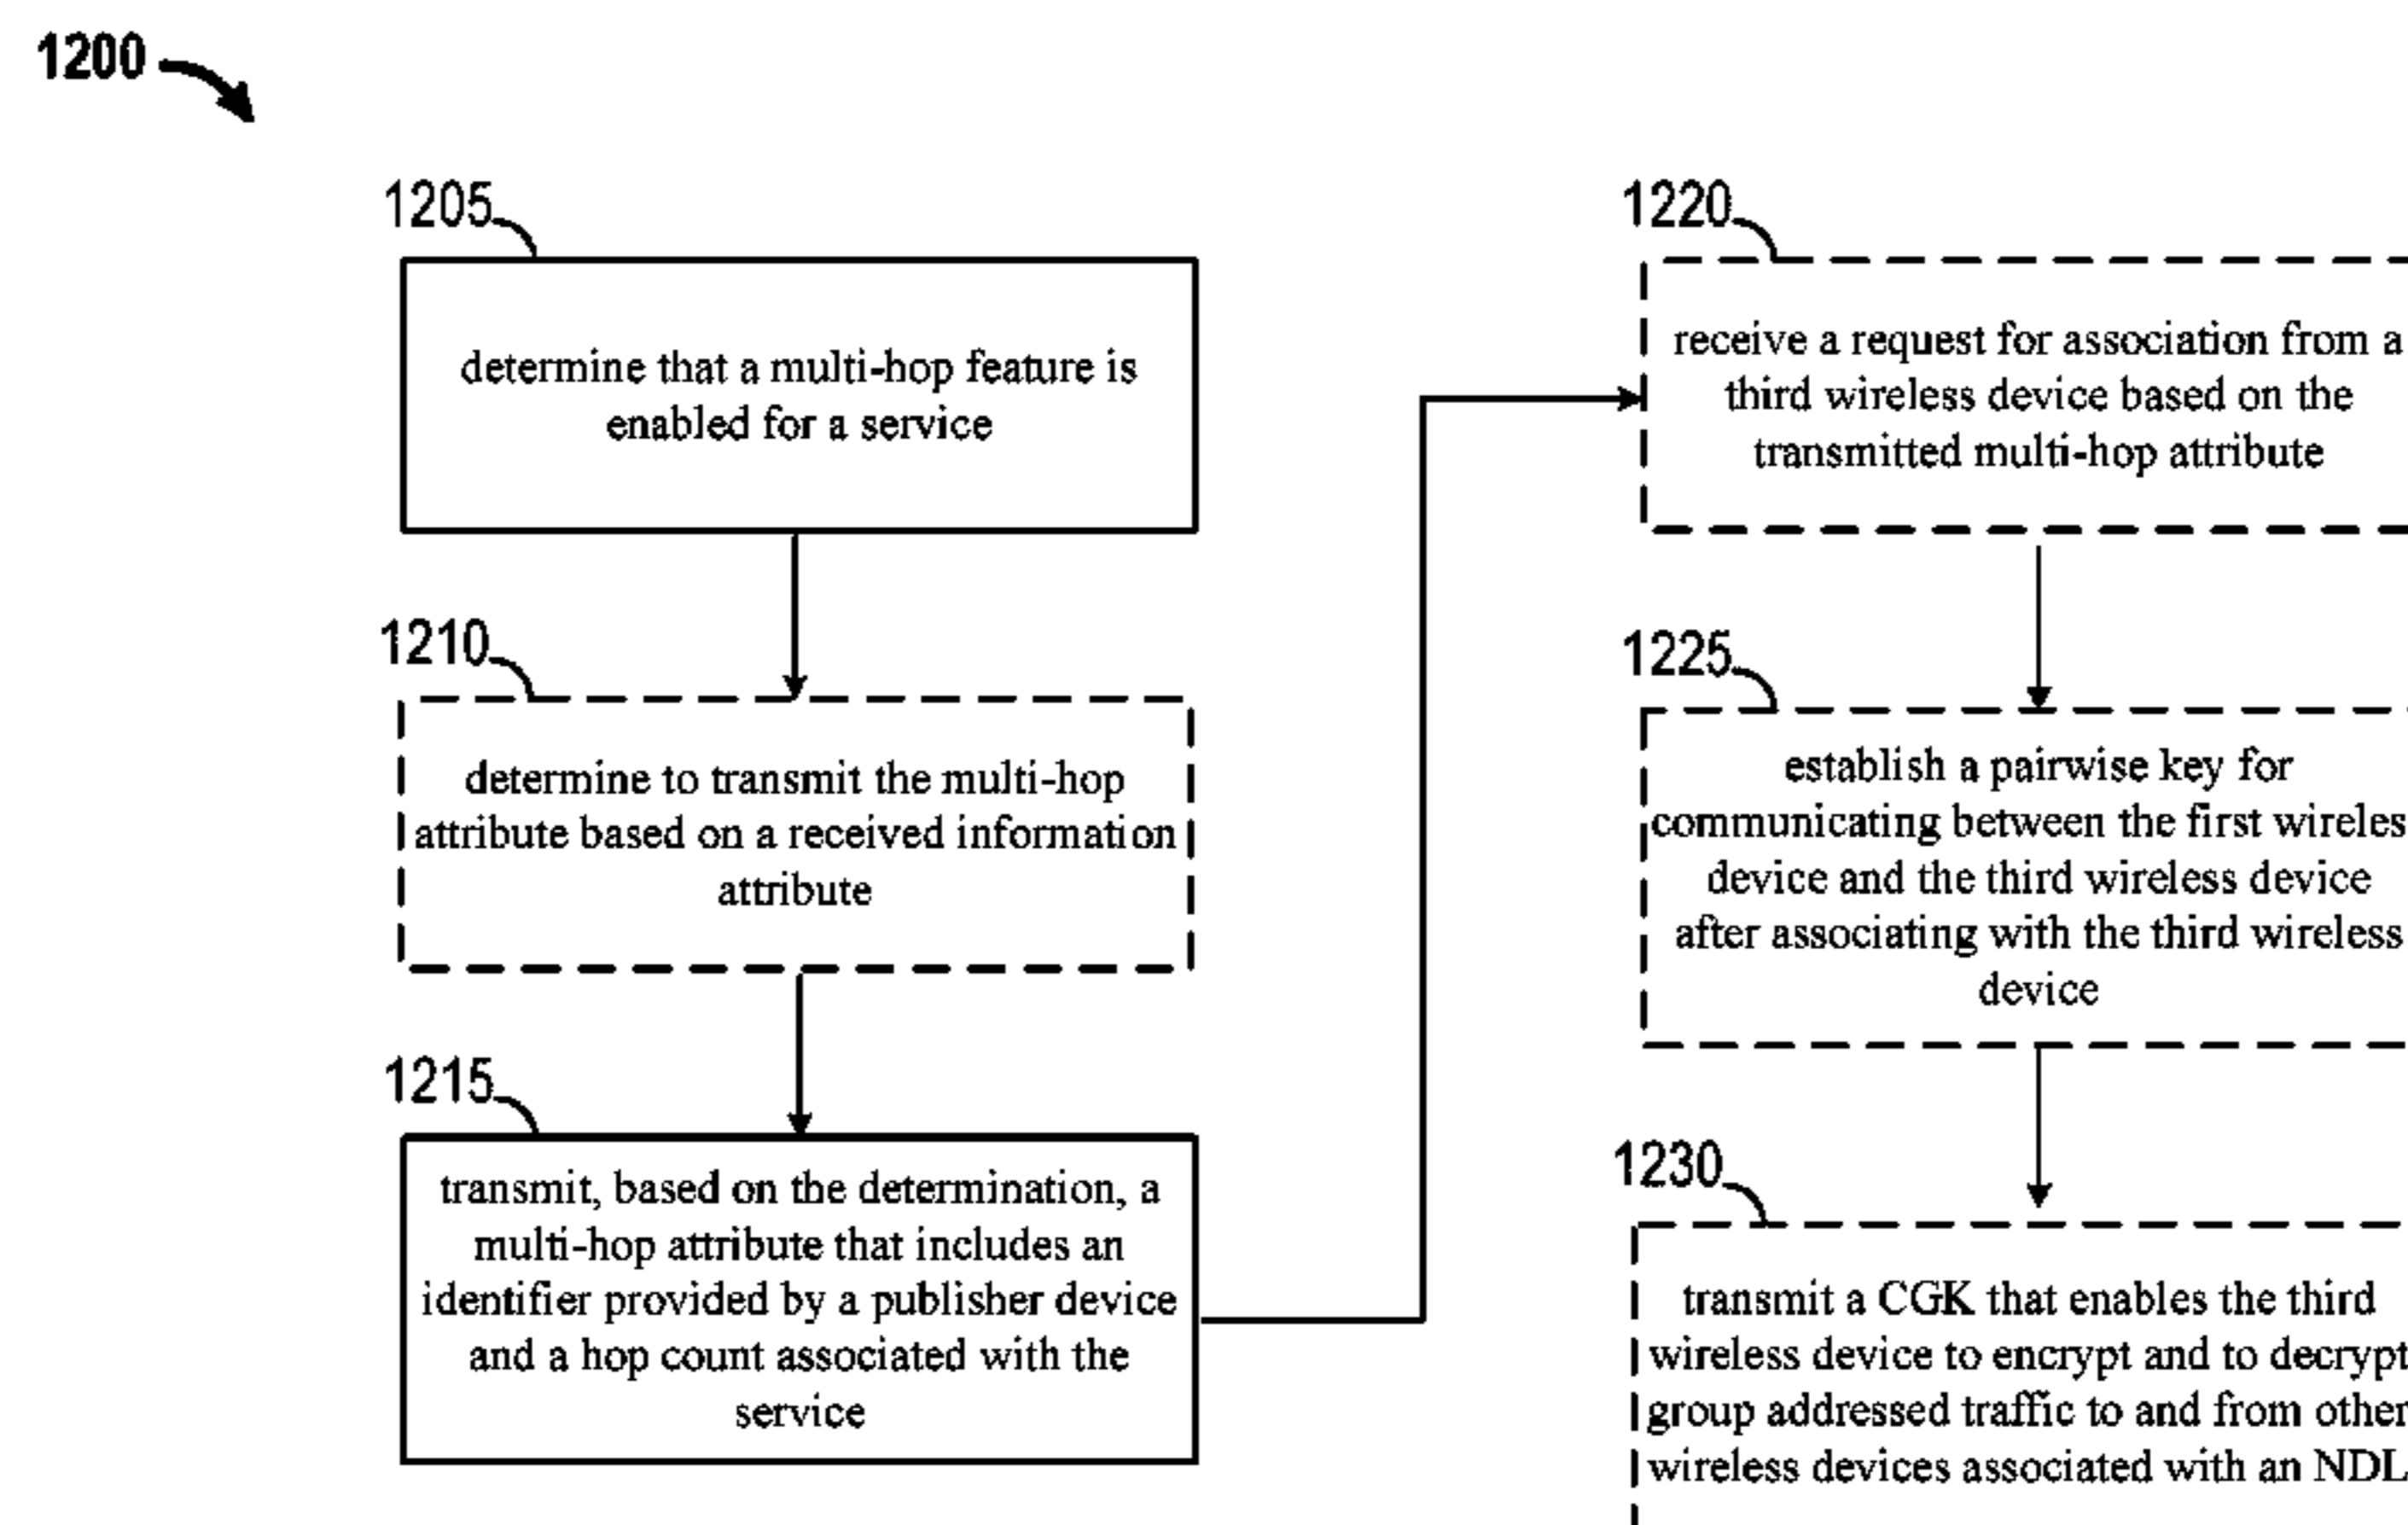 1200
1205
determine that a multi-hop feature is
enabled for a service
1210
determine to transmit the multi-hop
attribute based on a received information
attribute
1215
transmit, based on the determination, a
multi-hop attribute that includes an
identifier provided by a publisher device
and a hop count associated with the
service
1220
receive a request for association from a
third wireless device based on the
transmitted multi-hop attribute
1225
establish a pairwise key for
communicating between the first wireles
device and the third wireless device
after associating with the third wireless
device
1230
transmit a CGK that enables the third
wireless device to encrypt and to decrypt
group addressed traffic to and from other
wireless devices associated with an NDL